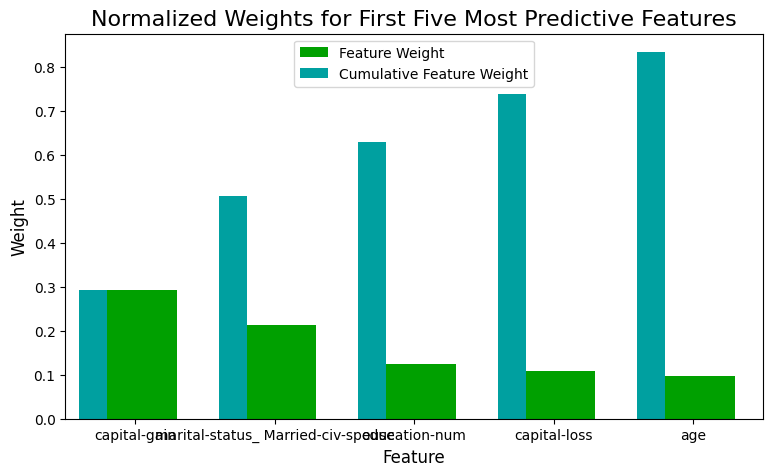 Normalized Weights for First Five Most Predictive Features
Feature Weight
Cumulative Feature Weight
0.8
0.7
0.6
0.5
0.4
0.3
0.2
0.1
0.0
Weight
capital-gain marital-status_ Married-civ-spouse education-num capital-loss age
Feature